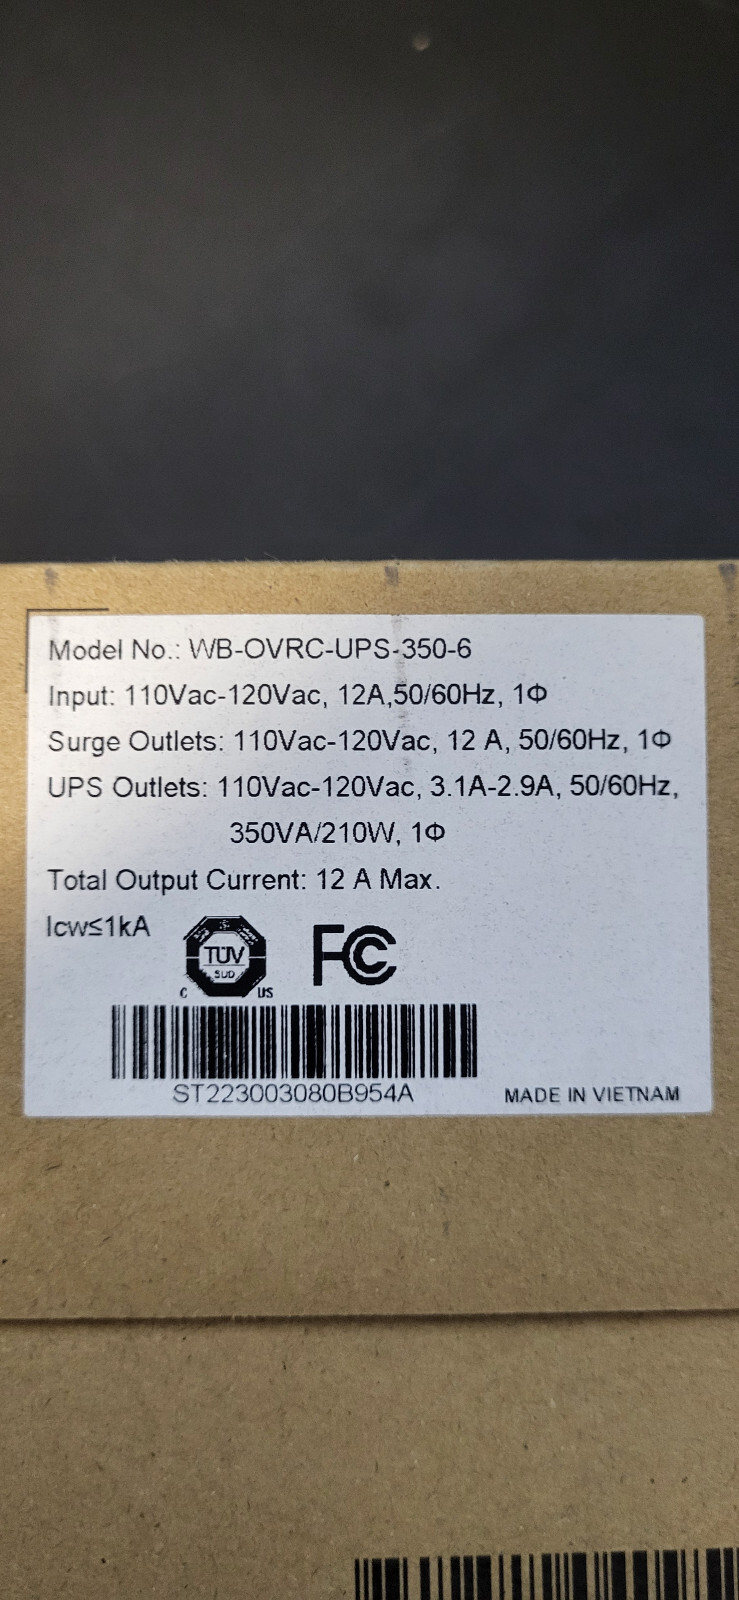 Model No.: WB-OVRC-UPS-350-6
Input: 110Vac-120Vac, 12A,50/60Hz, 1Φ
Surge Outlets: 110Vac-120Vac, 12 A, 50/60Hz, 1Φ
UPS Outlets: 110Vac-120Vac, 3.1A-2.9A, 50/60Hz,
350VA/210W, 1Φ
Total Output Current: 12 A Max.
Icw≤1kA
TÜV
SUD
C US
FC
ST223003080B954A
MADE IN VIETNAM